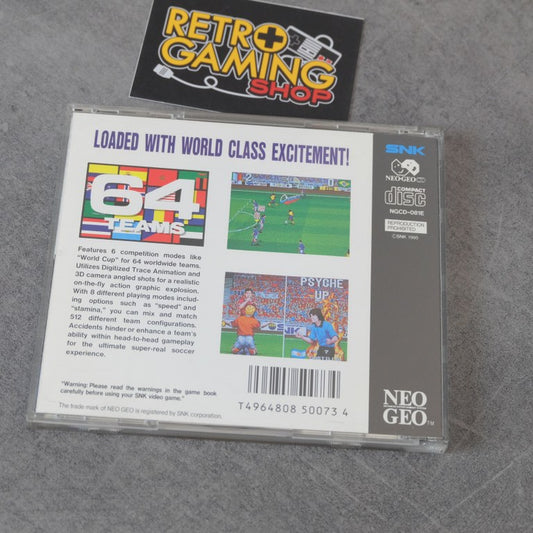 RETRO
GAMING
SHOP
LOADED WITH WORLD CLASS EXCITEMENT!
64
TEAMS
Features 6 competition modes like
"World Cup" for 64 worldwide teams.
Utilizes Digitized Trace Animation and
3D camera angled shots for a realistic
on-the-fly action graphic explosion.
With 8 different playing modes includ-
ing options such as "speed" and
"stamina," you can mix and match
512 different team configurations.
Accidents hinder or enhance a team's
ability within head-to-head gameplay
for the ultimate super-real soccer
experience.
PSYCHE
UP
"Warning: Please read the warnings in the game book
carefully before using your SNK video game."
The trade mark of NEO·GEO is registered by SNK corporation.
T4964808 50073 4
SNK
NEO·GEO CD
COMPACT
disc
NGCD-081E
REPRODUCTION
PROHIBITED
©SNK 1995
NEO
GEO™